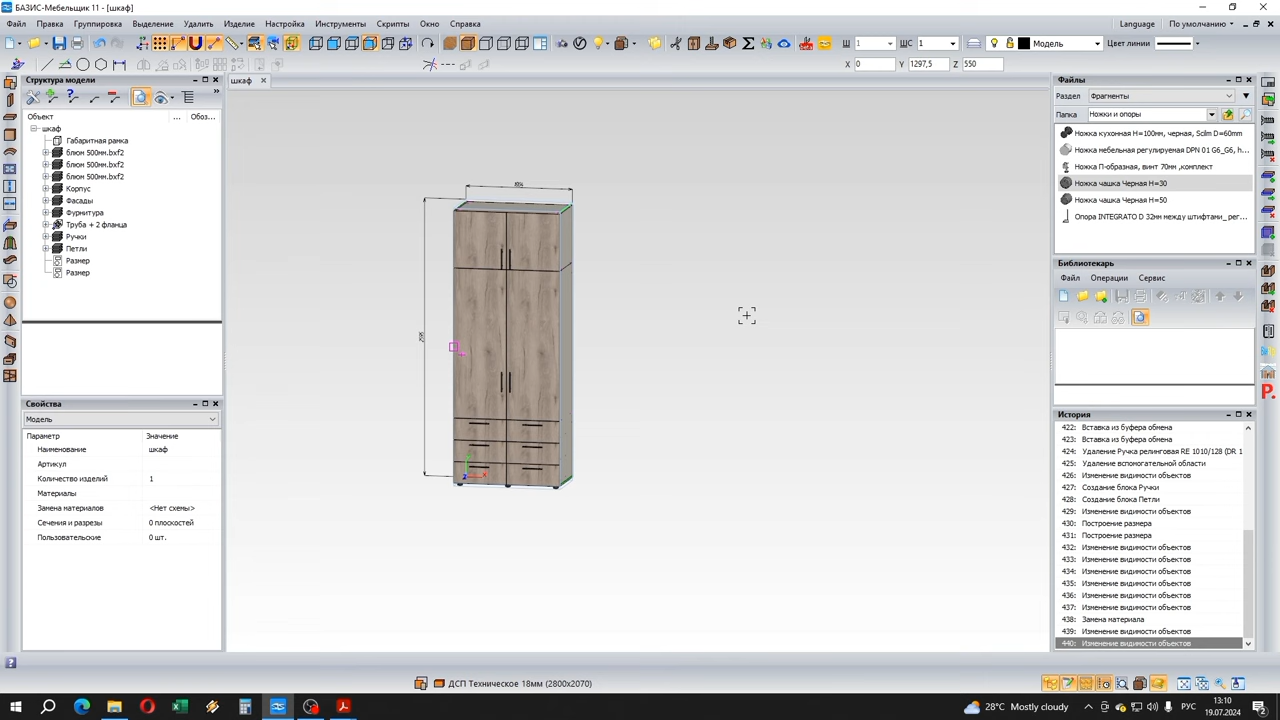 БАЗИС-Мебельщик 11 - [шкаф]
Файл Правка Группировка Выделение Удалить Изделие Настройка Инструменты Скрипты Окно Справка
Language По умолчанию
Ш 1 ШС 1 Модель Цвет линии
X 0 Y 1297,5 Z 550
Структура модели
Объект ... Обоз...
шкаф
Габаритная рамка
блюм 500мм.bxf2
блюм 500мм.bxf2
блюм 500мм.bxf2
Корпус
Фасады
Фурнитура
Труба + 2 фланца
Ручки
Петли
Размер
Размер
Свойства
Модель
Параметр Значение
Наименование шкаф
Артикул
Количество изделий 1
Материалы
Замена материалов <Нет схемы>
Сечения и разрезы 0 плоскостей
Пользовательские 0 шт.
шкаф
Файлы
Раздел Фрагменты
Папка Ножки и опоры
Ножка кухонная H=100мм, черная, Scilm D=60mm
Ножка мебельная регулируемая DPN 01 G6_G6, h...
Ножка П-образная, винт 70мм ,комплект
Ножка чашка Черная H=30
Ножка чашка Черная H=50
Опора INTEGRATO D 32мм между штифтами_ рег...
Библиотекарь
Файл Операции Сервис
История
422: Вставка из буфера обмена
423: Вставка из буфера обмена
424: Удаление Ручка релинговая RE 1010/128 (DR 1
425: Удаление вспомогательной области
426: Изменение видимости объектов
427: Создание блока Ручки
428: Создание блока Петли
429: Изменение видимости объектов
430: Построение размера
431: Построение размера
432: Изменение видимости объектов
433: Изменение видимости объектов
434: Изменение видимости объектов
435: Изменение видимости объектов
436: Изменение видимости объектов
437: Изменение видимости объектов
438: Замена материала
439: Изменение видимости объектов
440: Изменение видимости объектов
ДСП Техническое 18мм (2800x2070)
28°C Mostly cloudy
РУС
13:10
19.07.2024